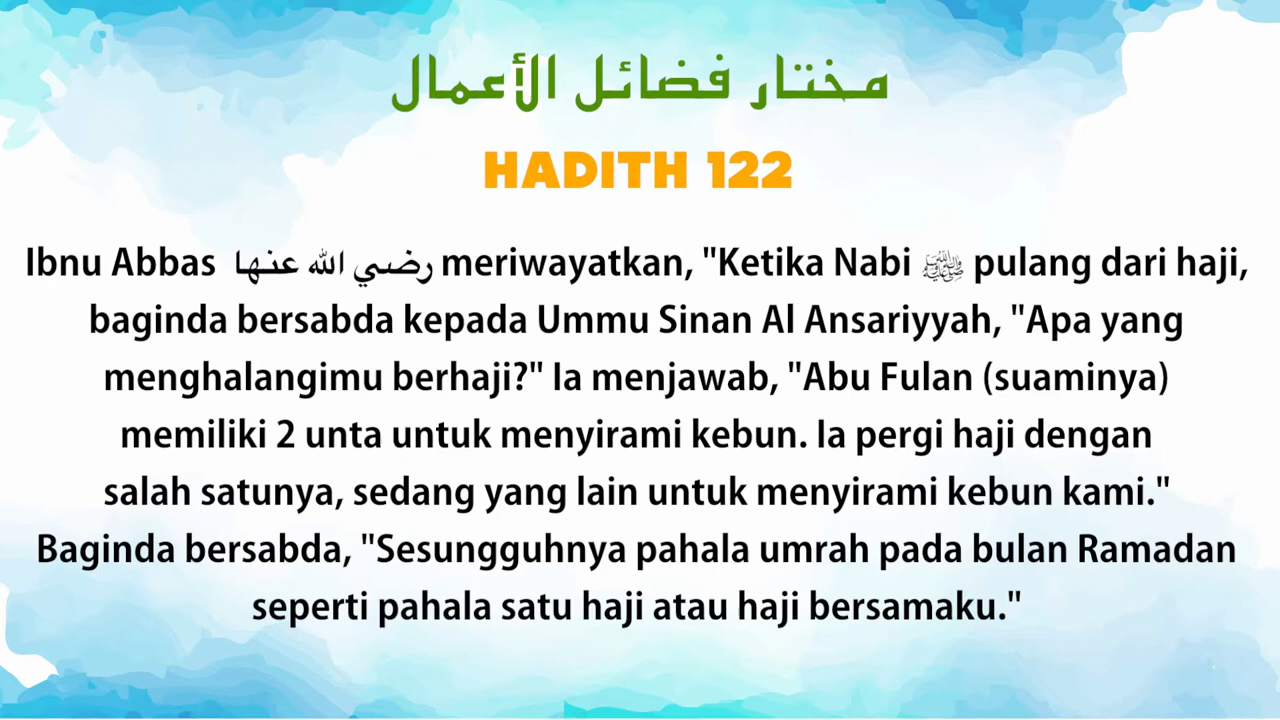 مختار فضائل الأعمال
HADITH 122
Ibnu Abbas رضي الله عنها meriwayatkan, "Ketika Nabi ﷺ pulang dari haji,
baginda bersabda kepada Ummu Sinan Al Ansariyyah, "Apa yang
menghalangimu berhaji?" Ia menjawab, "Abu Fulan (suaminya)
memiliki 2 unta untuk menyirami kebun. Ia pergi haji dengan
salah satunya, sedang yang lain untuk menyirami kebun kami."
Baginda bersabda, "Sesungguhnya pahala umrah pada bulan Ramadan
seperti pahala satu haji atau haji bersamaku."